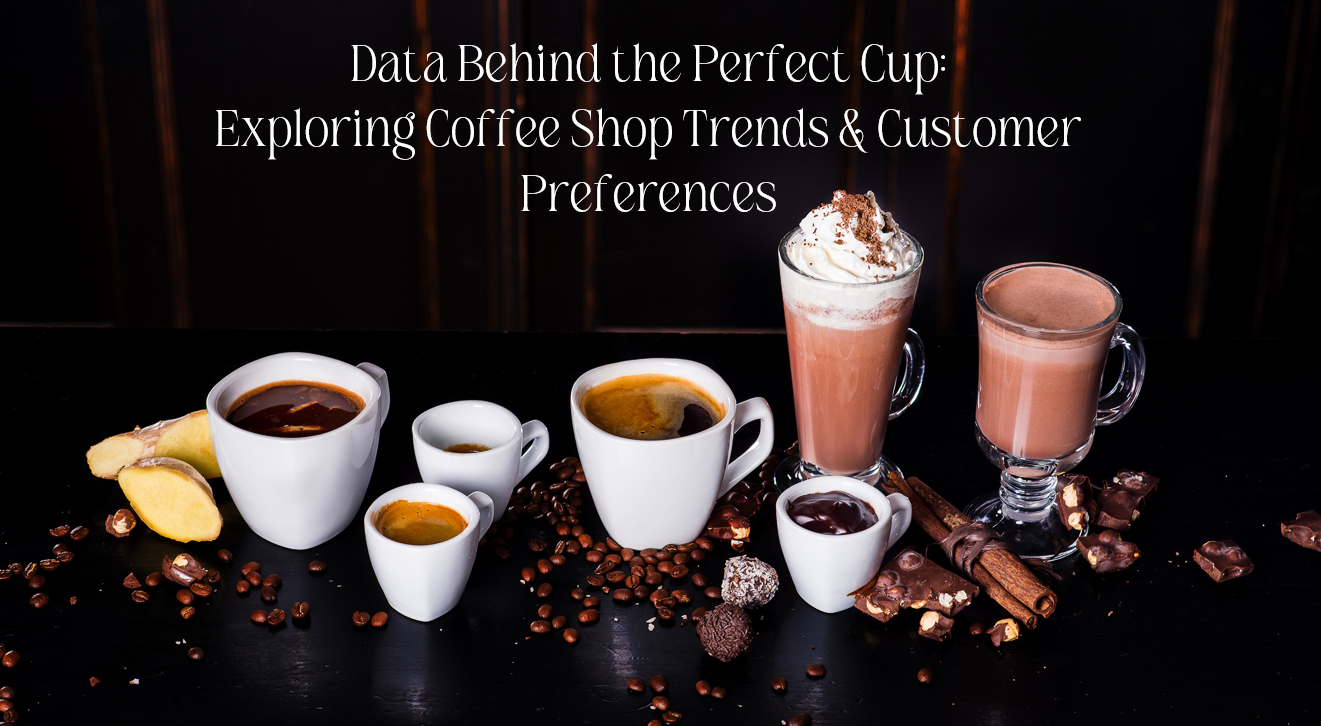 Data Behind the Perfect Cup:
Exploring Coffee Shop Trends & Customer
Preferences